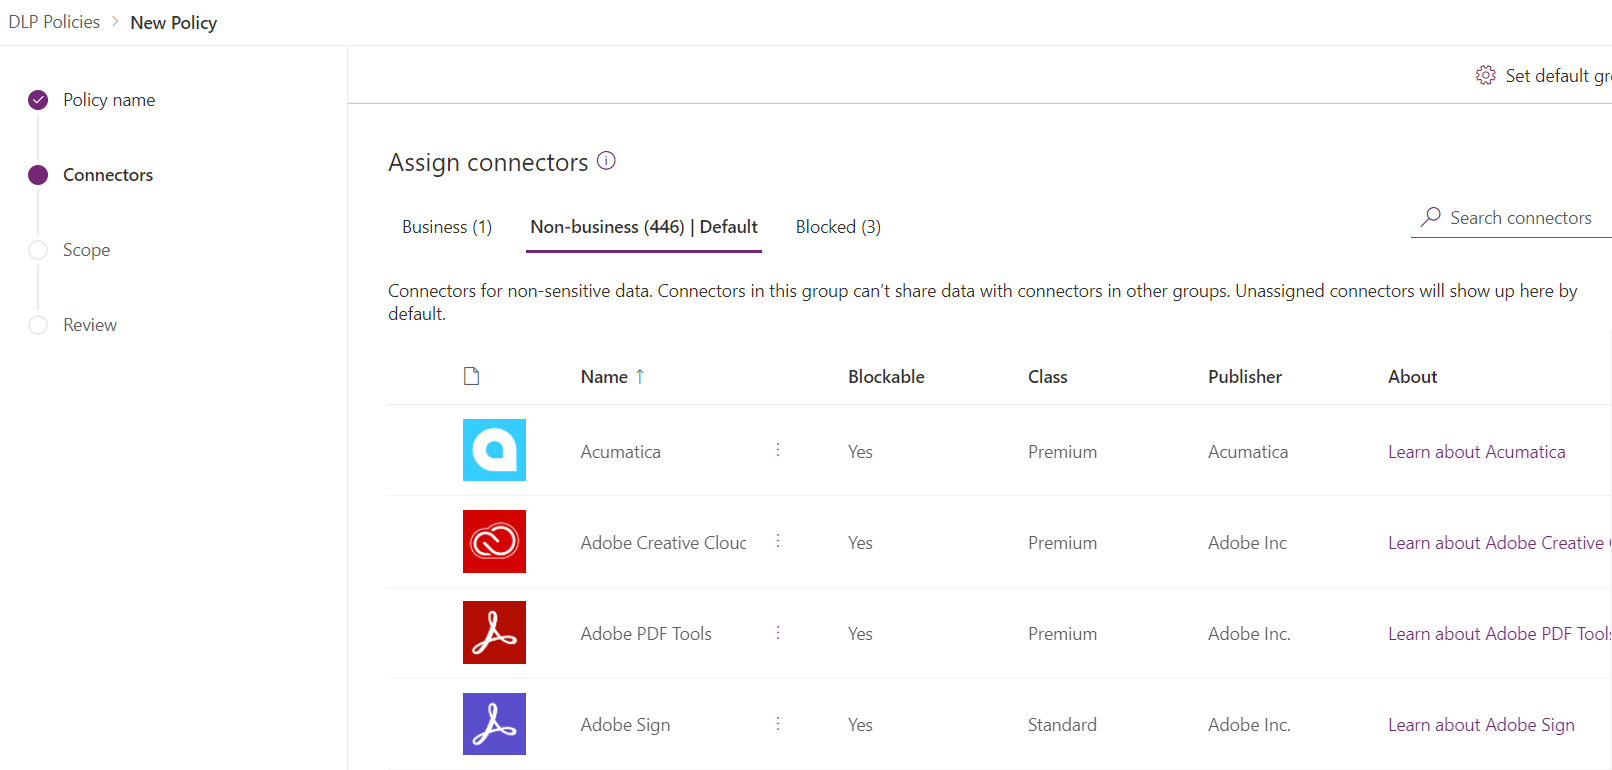 DLP Policies > New Policy
Set default gr
Policy name
Connectors
Scope
Review
Assign connectors
Business (1) Non-business (446) | Default Blocked (3)
Search connectors
Connectors for non-sensitive data. Connectors in this group can't share data with connectors in other groups. Unassigned connectors will show up here by
default.
Name ↑ Blockable Class Publisher About
Acumatica Yes Premium Acumatica Learn about Acumatica
Adobe Creative Clouc Yes Premium Adobe Inc Learn about Adobe Creative
Adobe PDF Tools Yes Premium Adobe Inc. Learn about Adobe PDF Tools
Adobe Sign Yes Standard Adobe Inc. Learn about Adobe Sign